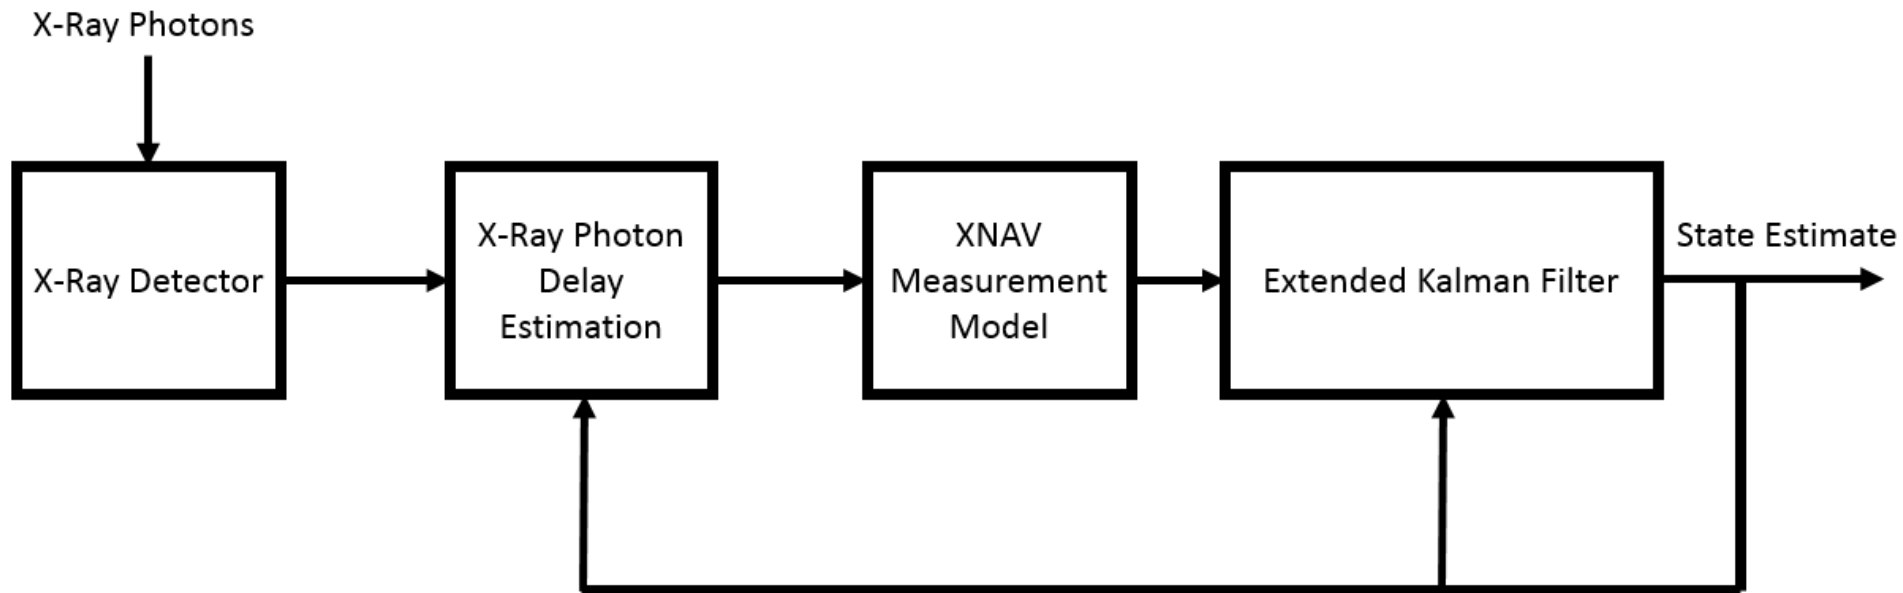 X-Ray Photons
X-Ray Detector
X-Ray Photon
Delay
Estimation
XNAV
Measurement
Model
Extended Kalman Filter
State Estimate